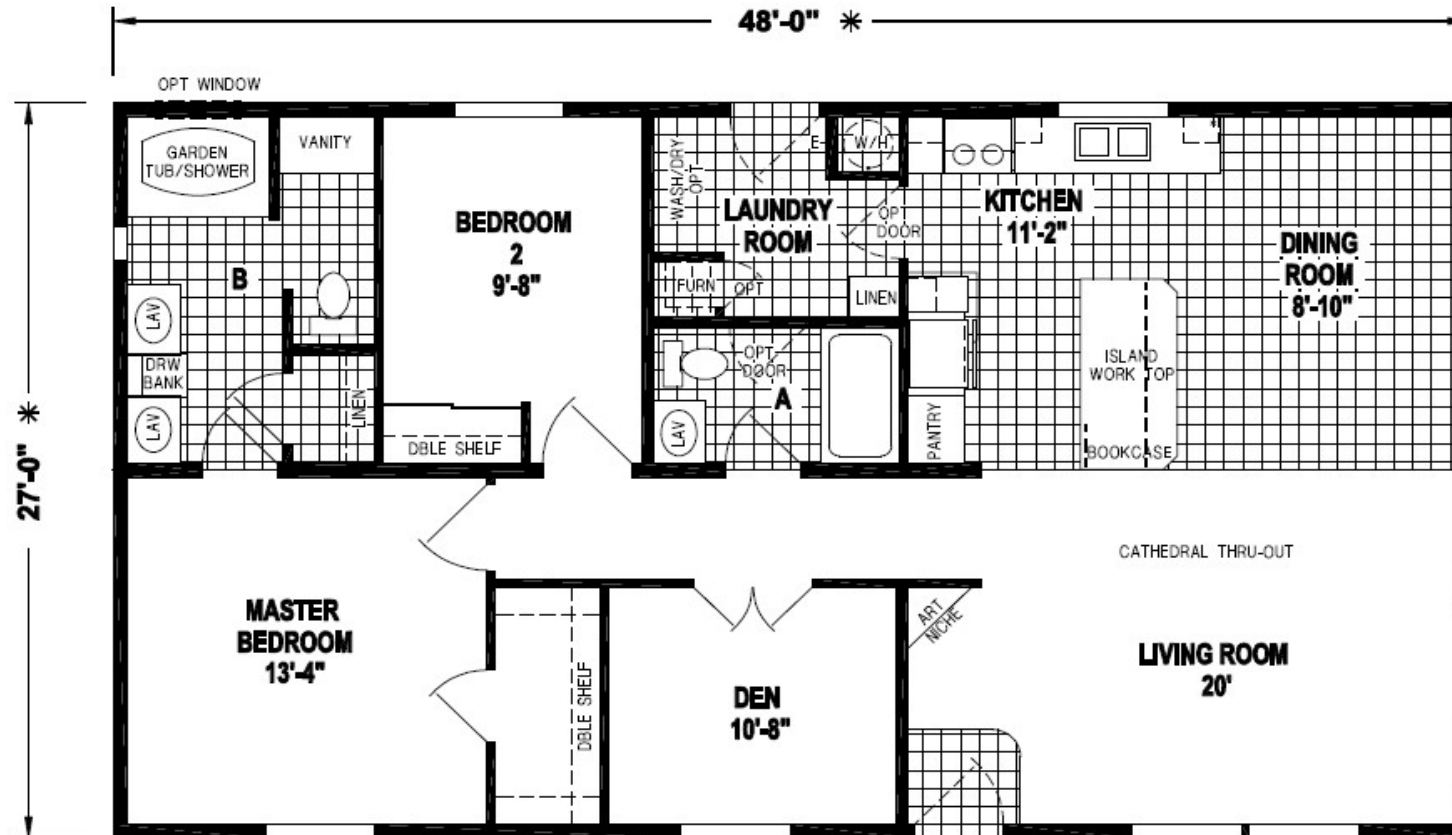 48'-0" *
OPT WINDOW
27'-0" *
GARDEN
TUB/SHOWER
VANITY
B
LAV
DRW
BANK
LAV
LINEN
BEDROOM
2
9'-8"
DBLE SHELF
WASH/DRY
OPT
E
W/H
LAUNDRY
ROOM
OPT
DOOR
FURN
OPT
LINEN
OPT
DOOR
A
LAV
KITCHEN
11'-2"
PANTRY
ISLAND
WORK TOP
BOOKCASE
DINING
ROOM
8'-10"
CATHEDRAL THRU-OUT
MASTER
BEDROOM
13'-4"
DBLE SHELF
DEN
10'-8"
ART
NICHE
LIVING ROOM
20'